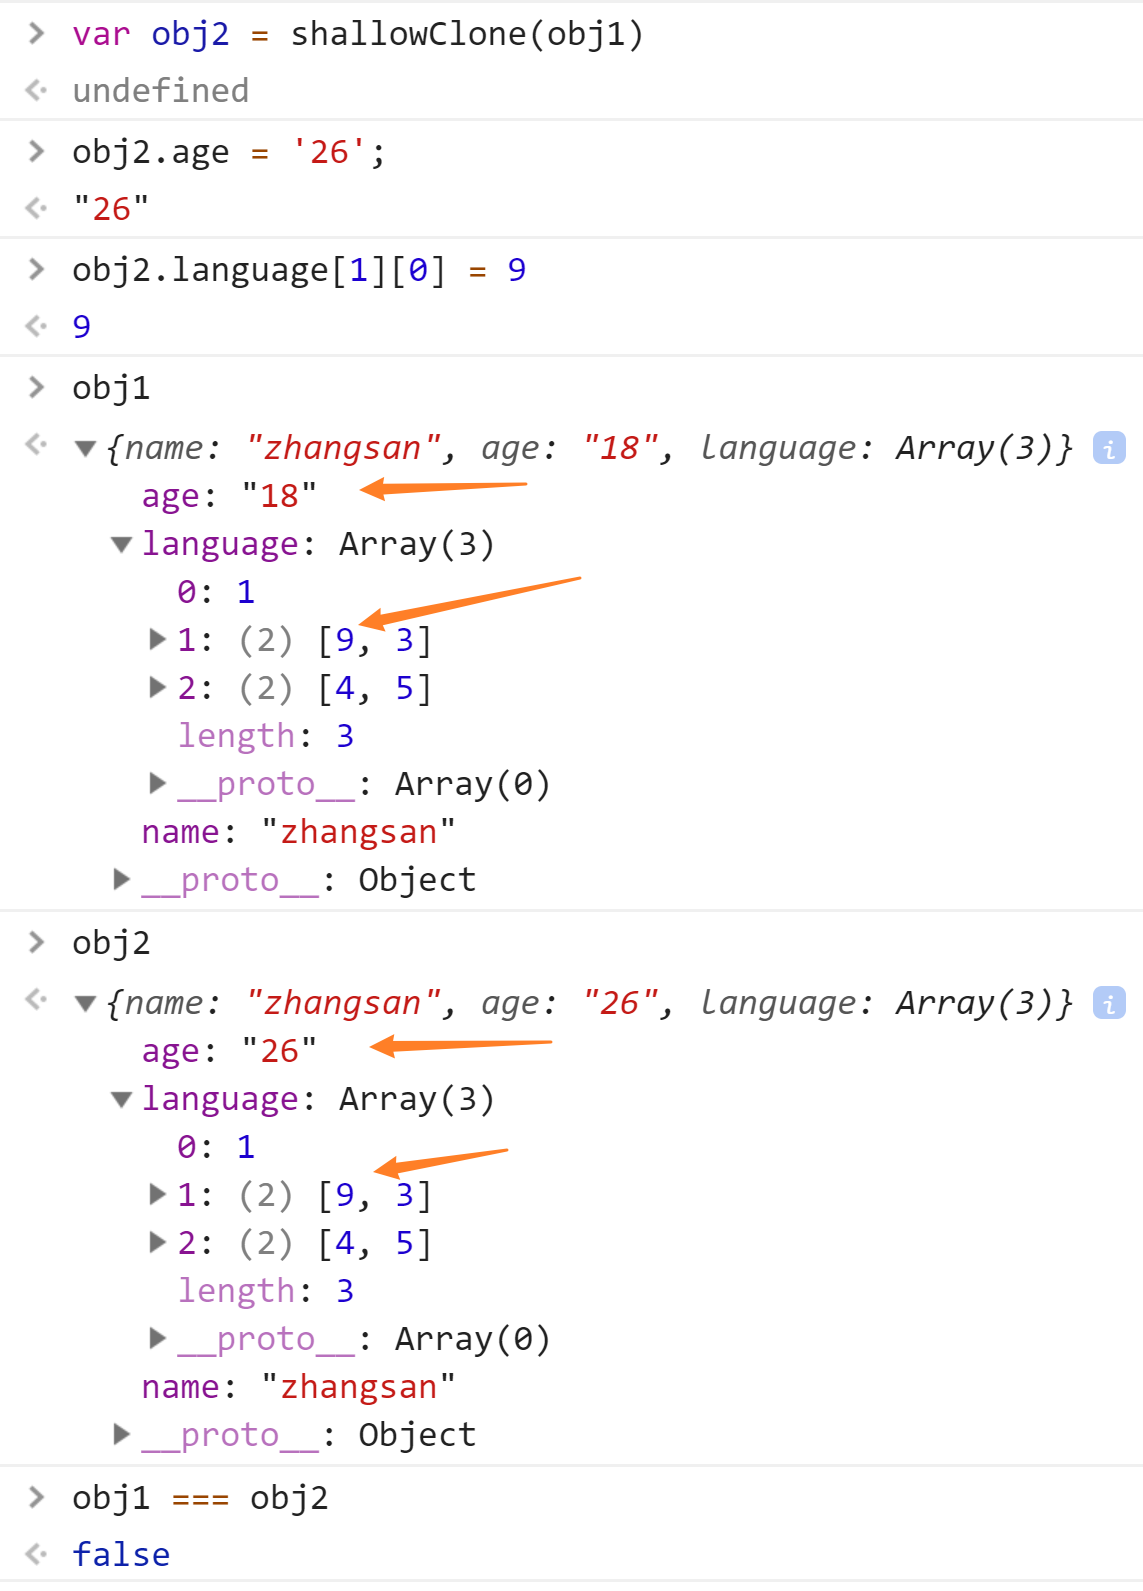 var obj2 = shallowClone(obj1)
undefined
obj2.age = '26';
"26"
obj2.language[1][0] = 9
9
obj1
{name: "zhangsan", age: "18", language: Array(3)} i
age: "18"
language: Array(3)
0: 1
1: (2) [9, 3]
2: (2) [4, 5]
length: 3
__proto__: Array(0)
name: "zhangsan"
__proto__: Object
obj2
{name: "zhangsan", age: "26", language: Array(3)} i
age: "26"
language: Array(3)
0: 1
1: (2) [9, 3]
2: (2) [4, 5]
length: 3
__proto__: Array(0)
name: "zhangsan"
__proto__: Object
obj1 === obj2
false